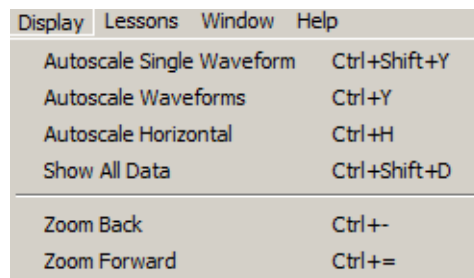 Display Lessons Window Help
Autoscale Single Waveform Ctrl+Shift+Y
Autoscale Waveforms Ctrl+Y
Autoscale Horizontal Ctrl+H
Show All Data Ctrl+Shift+D
Zoom Back Ctrl+-
Zoom Forward Ctrl+=